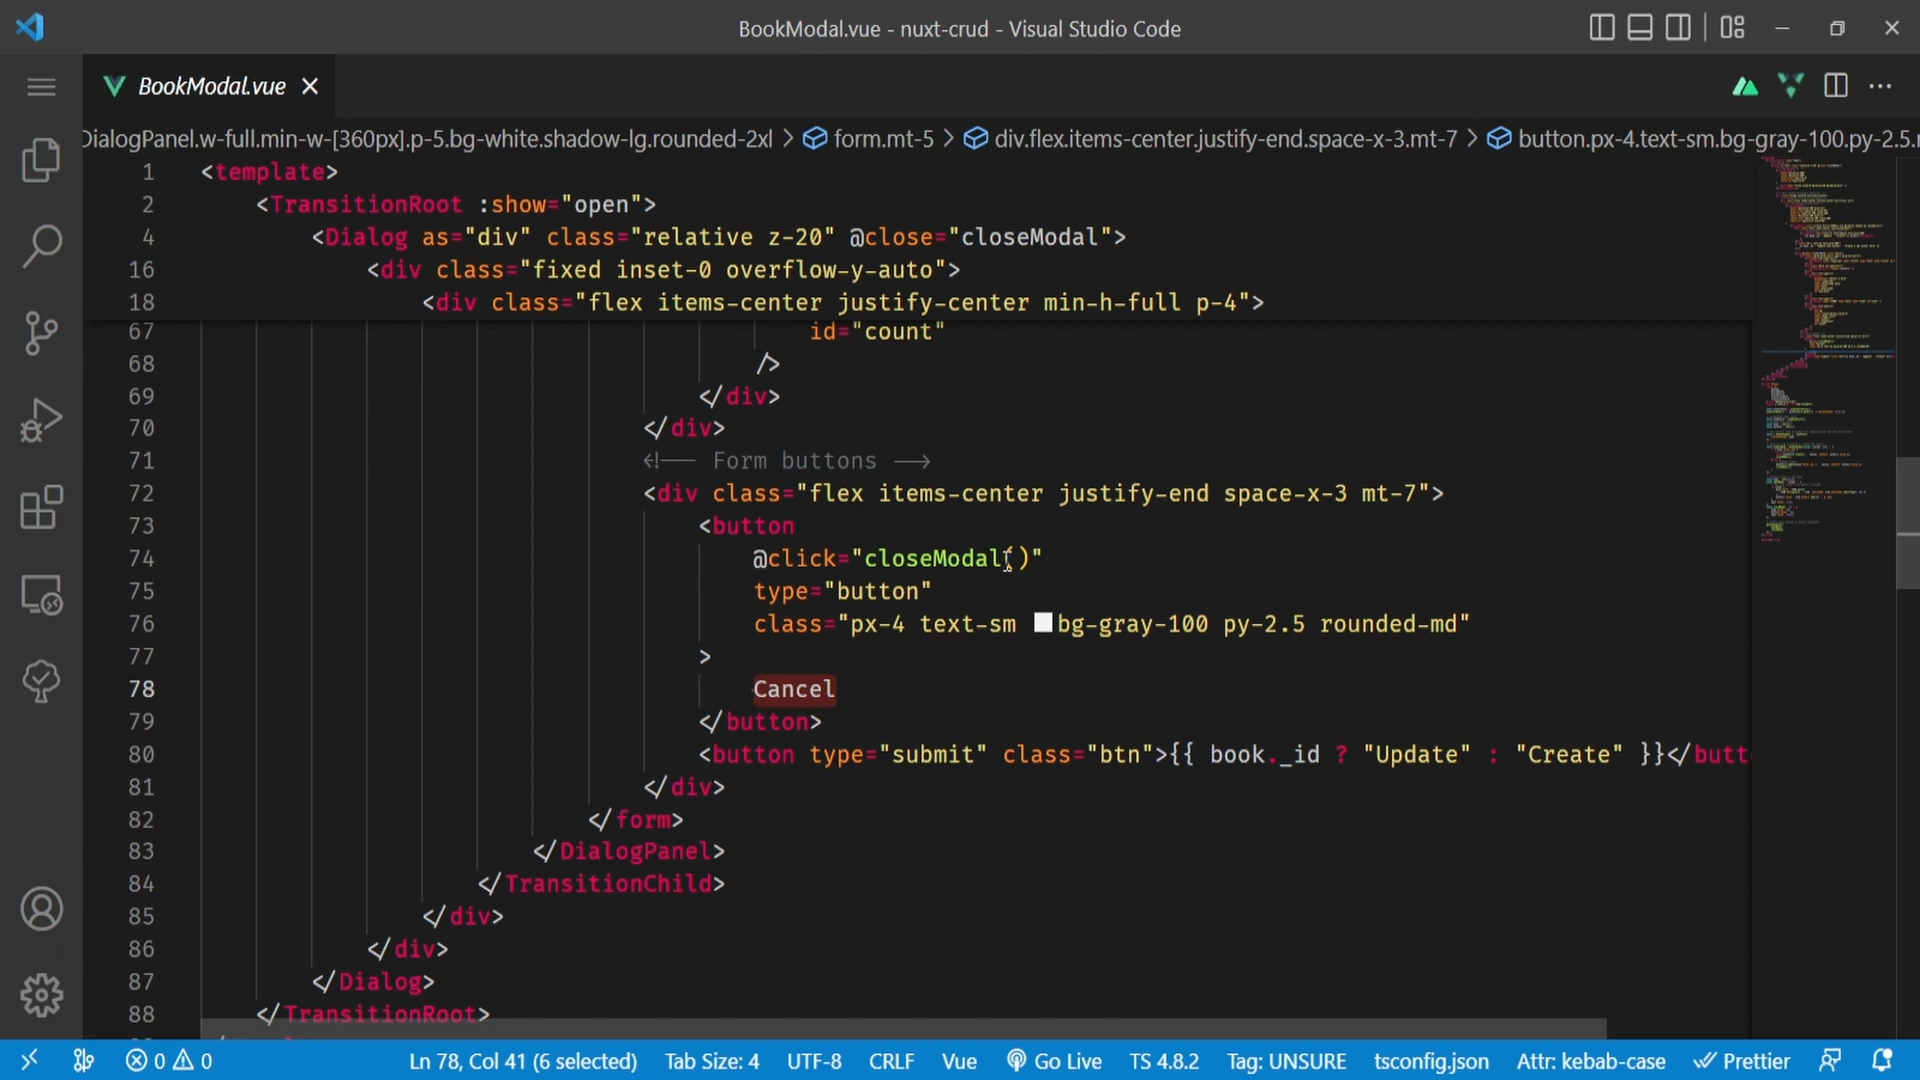 BookModal.vue - nuxt-crud - Visual Studio Code
BookModal.vue
DialogPanel.w-full.min-w-[360px].p-5.bg-white.shadow-lg.rounded-2xl > form.mt-5 > div.flex.items-center.justify-end.space-x-3.mt-7 > button.px-4.text-sm.bg-gray-100.py-2.5.r
1 <template>
2 <TransitionRoot :show="open">
4 <Dialog as="div" class="relative z-20" @close="closeModal">
16 <div class="fixed inset-0 overflow-y-auto">
18 <div class="flex items-center justify-center min-h-full p-4">
67 id="count"
68 />
69 </div>
70 </div>
71 <!-- Form buttons -->
72 <div class="flex items-center justify-end space-x-3 mt-7">
73 <button
74 @click="closeModal()"
75 type="button"
76 class="px-4 text-sm bg-gray-100 py-2.5 rounded-md"
77 >
78 Cancel
79 </button>
80 <button type="submit" class="btn">{{ book._id ? "Update" : "Create" }}</butt
81 </div>
82 </form>
83 </DialogPanel>
84 </TransitionChild>
85 </div>
86 </div>
87 </Dialog>
88 </TransitionRoot>
0 0 Ln 78, Col 41 (6 selected) Tab Size: 4 UTF-8 CRLF Vue Go Live TS 4.8.2 Tag: UNSURE tsconfig.json Attr: kebab-case Prettier